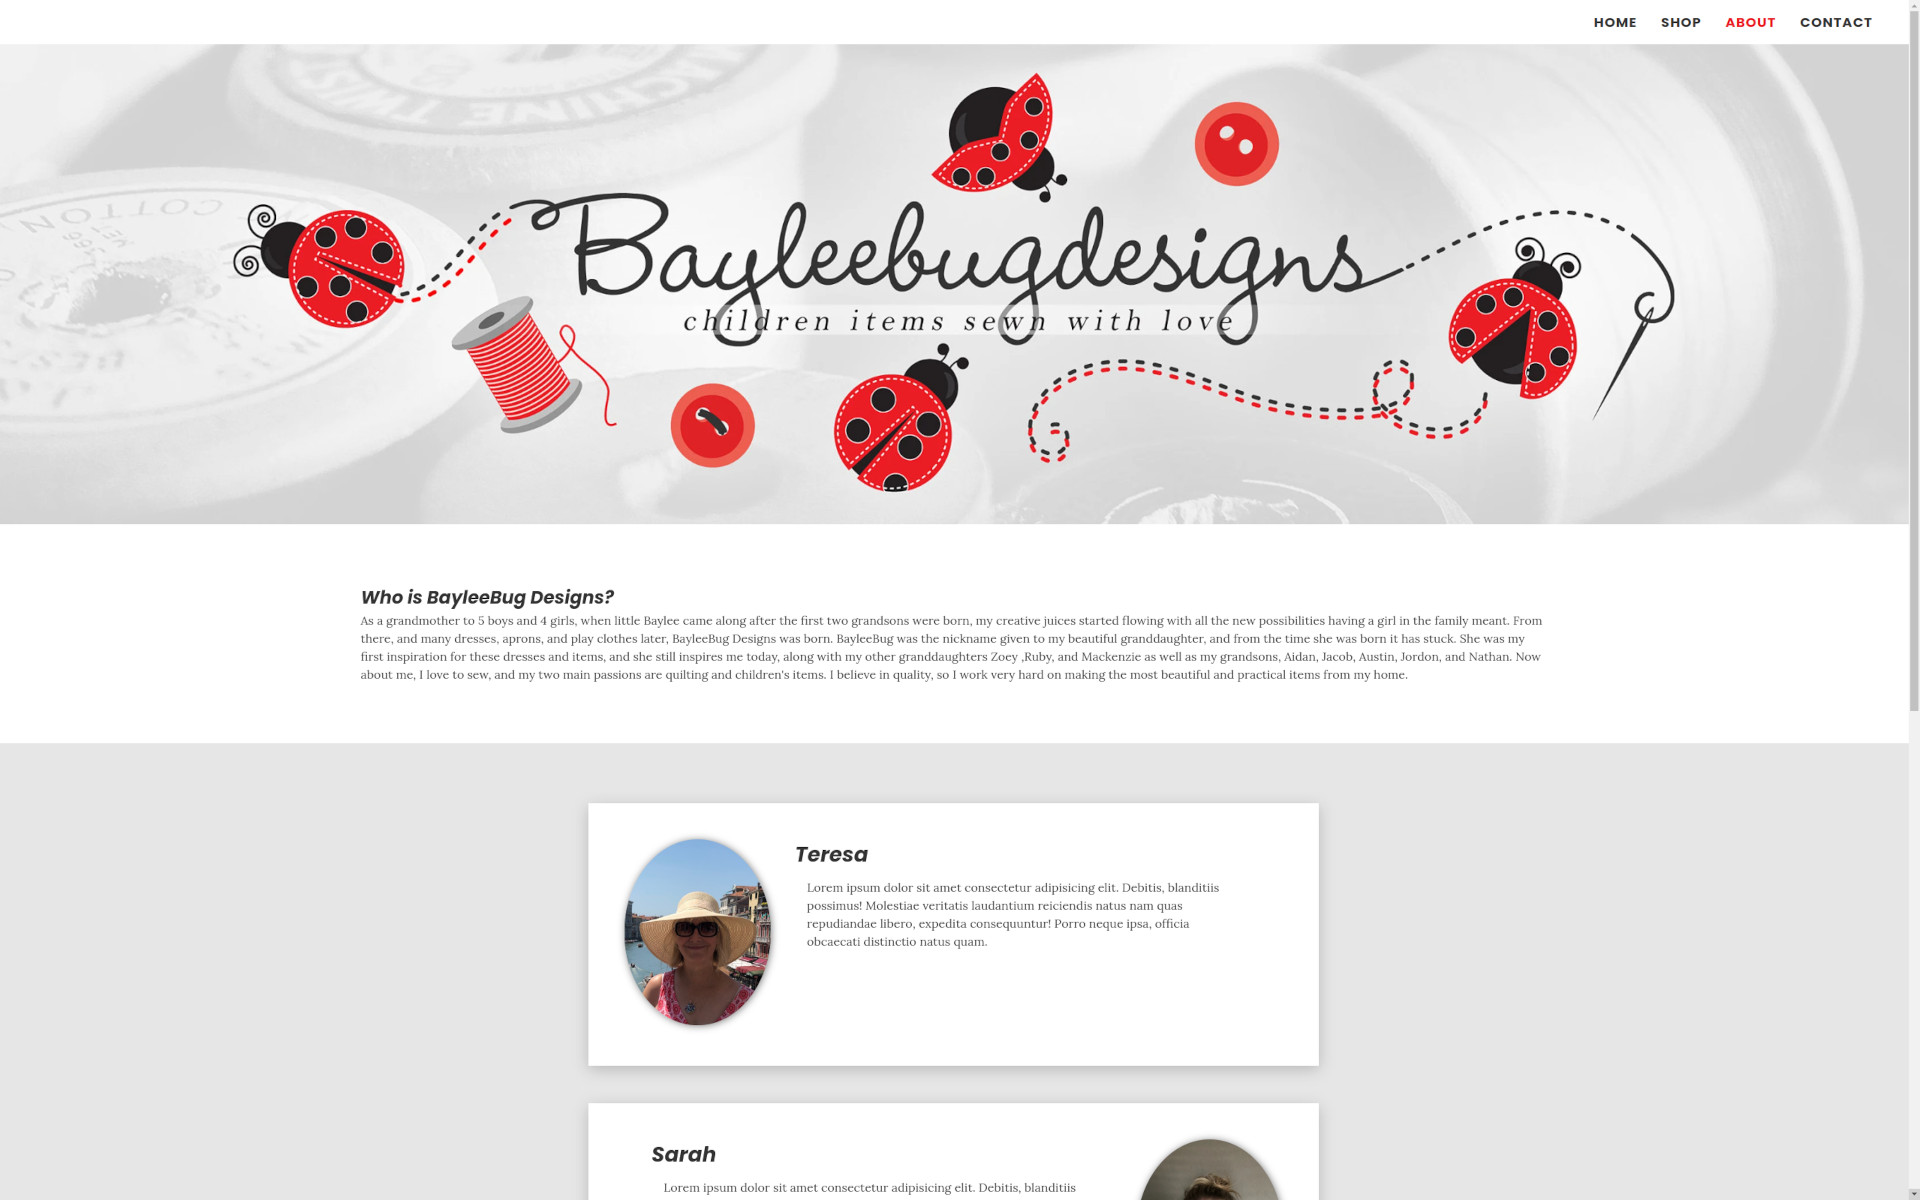 HOME SHOP ABOUT CONTACT
Bayleebugdesigns
children items sewn with love
COTTON
Who is BayleeBug Designs?
As a grandmother to 5 boys and 4 girls, when little Baylee came along after the first two grandsons were born, my creative juices started flowing with all the new possibilities having a girl in the family meant. From
there, and many dresses, aprons, and play clothes later, BayleeBug Designs was born. BayleeBug was the nickname given to my beautiful granddaughter, and from the time she was born it has stuck. She was my
first inspiration for these dresses and items, and she still inspires me today, along with my other granddaughters Zoey ,Ruby, and Mackenzie as well as my grandsons, Aidan, Jacob, Austin, Jordon, and Nathan. Now
about me, I love to sew, and my two main passions are quilting and children's items. I believe in quality, so I work very hard on making the most beautiful and practical items from my home.
Teresa
Lorem ipsum dolor sit amet consectetur adipisicing elit. Debitis, blanditiis
possimus! Molestiae veritatis laudantium reiciendis natus nam quas
repudiandae libero, expedita consequuntur! Porro neque ipsa, officia
obcaecati distinctio natus quam.
Sarah
Lorem ipsum dolor sit amet consectetur adipisicing elit. Debitis, blanditiis